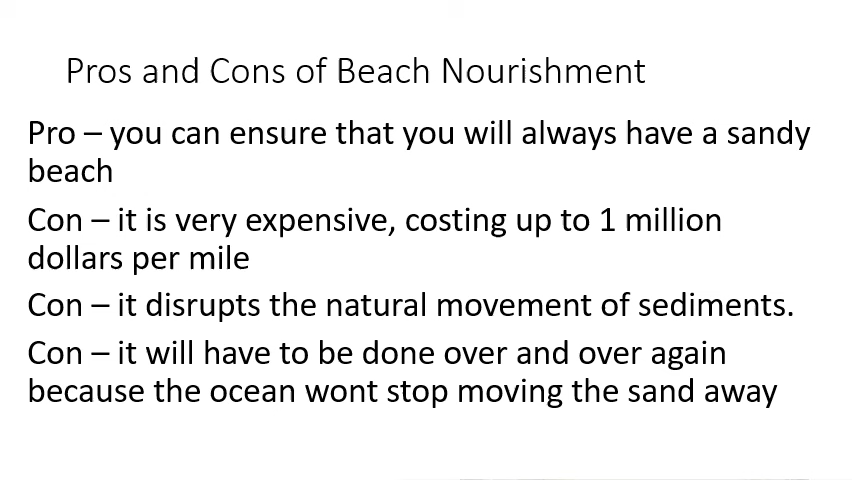 Pros and Cons of Beach Nourishment
Pro – you can ensure that you will always have a sandy
beach
Con – it is very expensive, costing up to 1 million
dollars per mile
Con – it disrupts the natural movement of sediments.
Con – it will have to be done over and over again
because the ocean wont stop moving the sand away